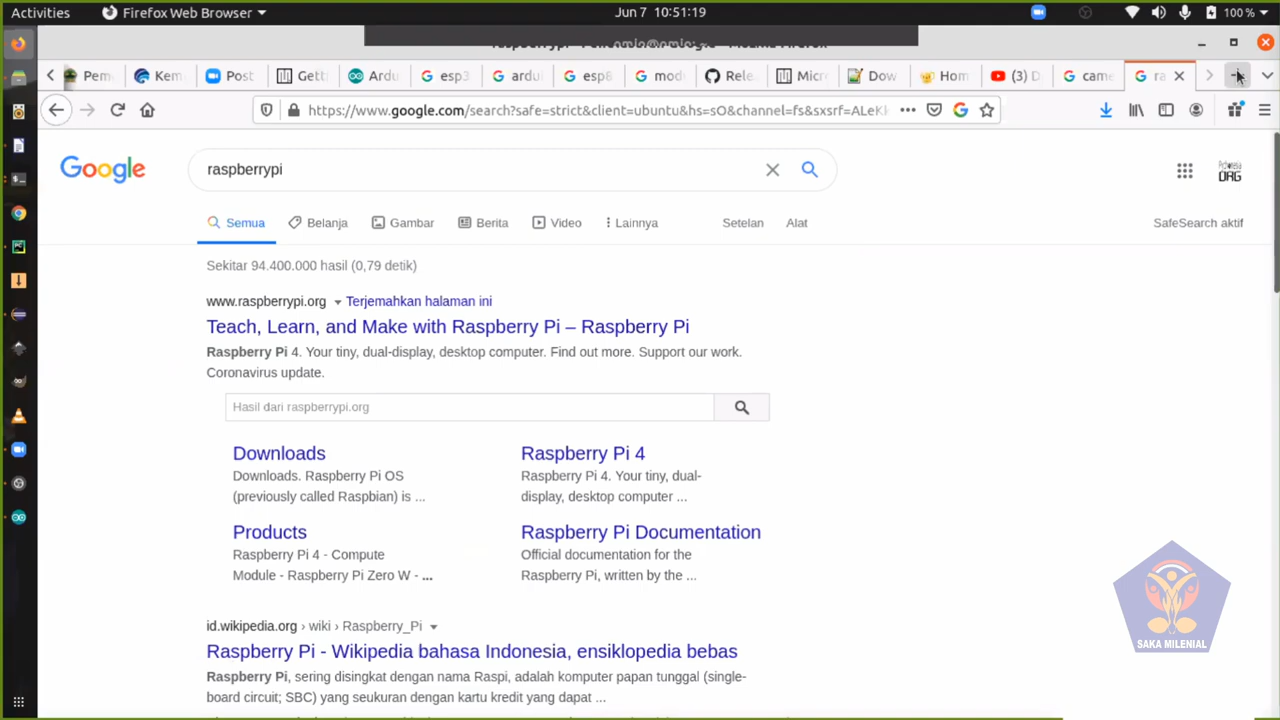 Activities
Firefox Web Browser
Jun 7 10:51:19
100 %
Pem
Kem
Post
Gett
Ardu
esp3
ardui
esp8
mod
Rele.
Micr
Dow
Hom
(3) D
came
ra
https://www.google.com/search?safe=strict&client=ubuntu&hs=sO&channel=fs&sxsrf=ALeKk
Google
raspberrypi
ORG
Semua
Belanja
Gambar
Berita
Video
Lainnya
Setelan
Alat
SafeSearch aktif
Sekitar 94.400.000 hasil (0,79 detik)
www.raspberrypi.org Terjemahkan halaman ini
Teach, Learn, and Make with Raspberry Pi – Raspberry Pi
Raspberry Pi 4. Your tiny, dual-display, desktop computer. Find out more. Support our work.
Coronavirus update.
Hasil dari raspberrypi.org
Downloads
Downloads. Raspberry Pi OS
(previously called Raspbian) is ...
Raspberry Pi 4
Raspberry Pi 4. Your tiny, dual-
display, desktop computer ...
Products
Raspberry Pi 4 - Compute
Module - Raspberry Pi Zero W - ...
Raspberry Pi Documentation
Official documentation for the
Raspberry Pi, written by the ...
id.wikipedia.org › wiki › Raspberry_Pi
Raspberry Pi - Wikipedia bahasa Indonesia, ensiklopedia bebas
Raspberry Pi, sering disingkat dengan nama Raspi, adalah komputer papan tunggal (single-
board circuit; SBC) yang seukuran dengan kartu kredit yang dapat ...
SAKA MILENIAL